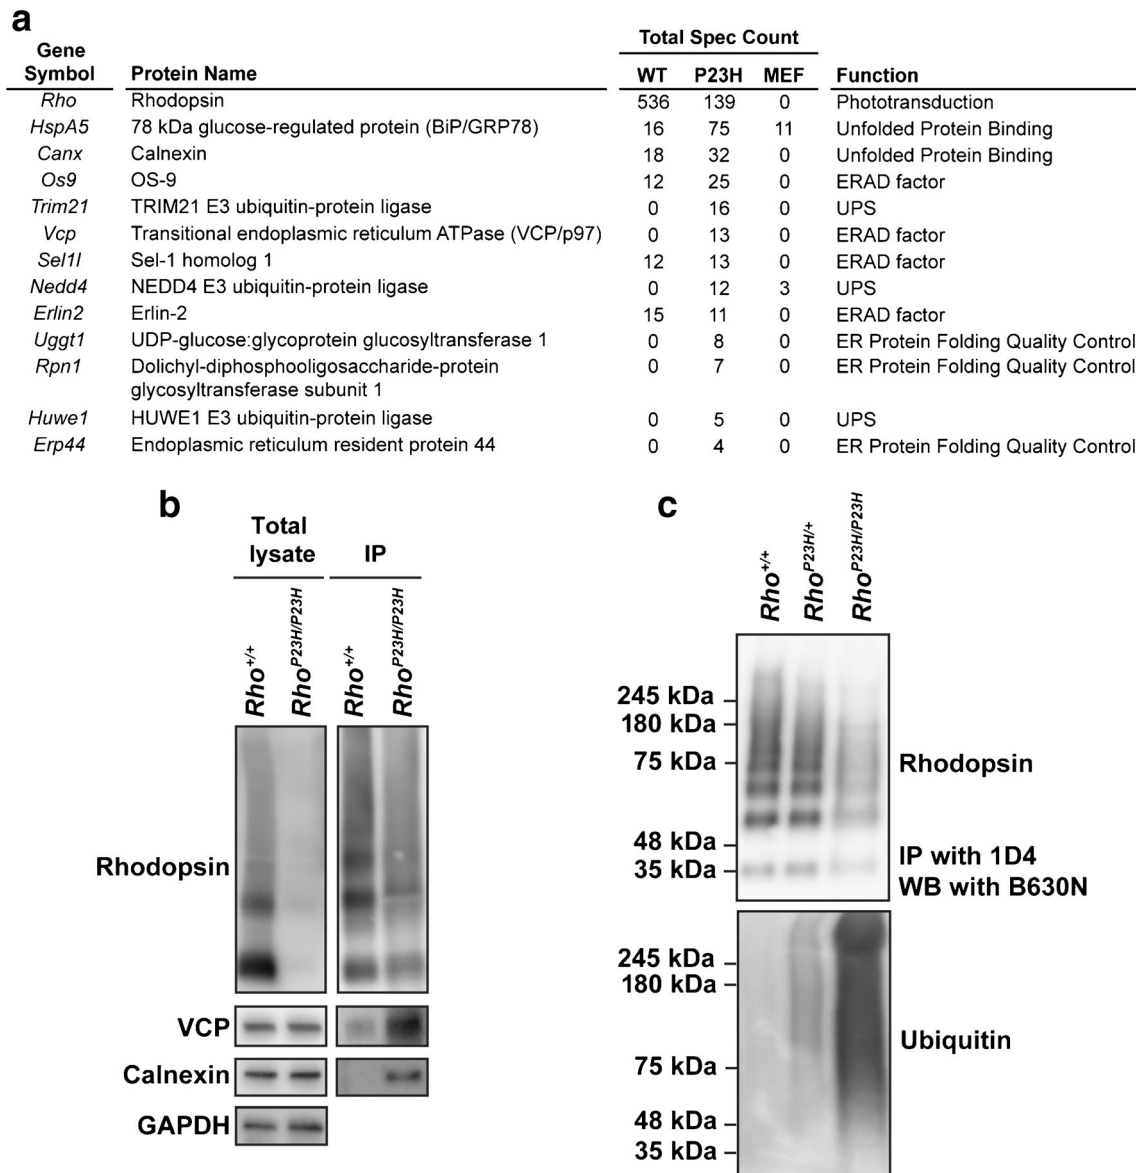 a
Total Spec Count
Gene Symbol Protein Name WT P23H MEF Function
Rho Rhodopsin 536 139 0 Phototransduction
HspA5 78 kDa glucose-regulated protein (BiP/GRP78) 16 75 11 Unfolded Protein Binding
Canx Calnexin 18 32 0 Unfolded Protein Binding
Os9 OS-9 12 25 0 ERAD factor
Trim21 TRIM21 E3 ubiquitin-protein ligase 0 16 0 UPS
Vcp Transitional endoplasmic reticulum ATPase (VCP/p97) 0 13 0 ERAD factor
Sel1l Sel-1 homolog 1 12 13 0 ERAD factor
Nedd4 NEDD4 E3 ubiquitin-protein ligase 0 12 3 UPS
Erlin2 Erlin-2 15 11 0 ERAD factor
Uggt1 UDP-glucose:glycoprotein glucosyltransferase 1 0 8 0 ER Protein Folding Quality Control
Rpn1 Dolichyl-diphosphooligosaccharide-protein 0 7 0 ER Protein Folding Quality Control
glycosyltransferase subunit 1
Huwe1 HUWE1 E3 ubiquitin-protein ligase 0 5 0 UPS
Erp44 Endoplasmic reticulum resident protein 44 0 4 0 ER Protein Folding Quality Control
b
Total
lysate IP
Rho+/+ RhoP23H/P23H Rho+/+ RhoP23H/P23H
Rhodopsin
VCP
Calnexin
GAPDH
c
Rho+/+ RhoP23H/+ RhoP23H/P23H
245 kDa
180 kDa
75 kDa Rhodopsin
48 kDa
IP with 1D4
35 kDa
WB with B630N
245 kDa
180 kDa
Ubiquitin
75 kDa
48 kDa
35 kDa